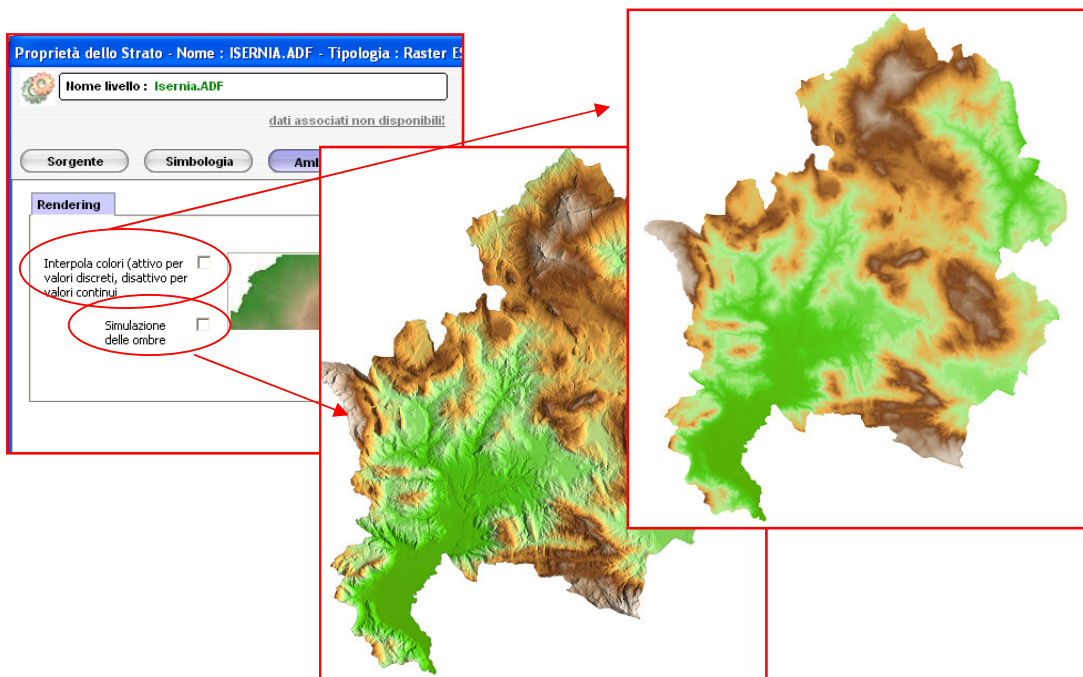 Proprietà dello Strato - Nome : ISERNIA.ADF - Tipologia : Raster
Nome livello : Isernia.ADF
dati associati non disponibili!
Sorgente
Simbologia
Rendering
Interpola colori (attivo per
valori discreti, disattivo per
valori continui
Simulazione
delle ombre